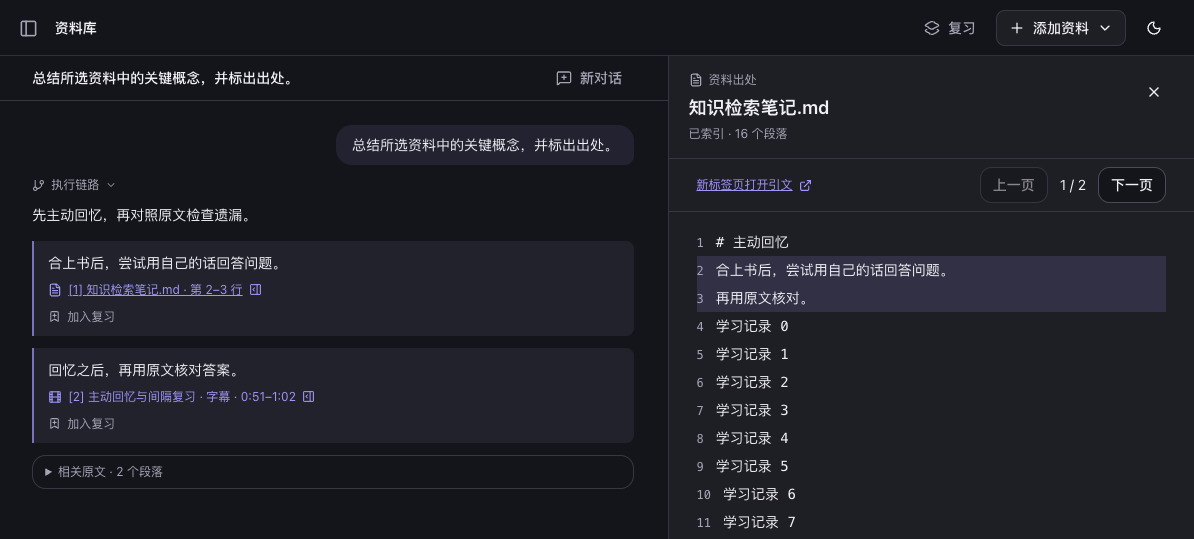 资料库
复习
添加资料
总结所选资料中的关键概念，并标出出处。
新对话
总结所选资料中的关键概念，并标出出处。
执行链路
先主动回忆，再对照原文检查遗漏。
合上书后，尝试用自己的话回答问题。
[1] 知识检索笔记.md · 第 2–3 行
加入复习
回忆之后，再用原文核对答案。
[2] 主动回忆与间隔复习 · 字幕 · 0:51–1:02
加入复习
相关原文 · 2 个段落
资料出处
知识检索笔记.md
已索引 · 16 个段落
新标签页打开引文
上一页
1 / 2
下一页
1 # 主动回忆
2 合上书后，尝试用自己的话回答问题。
3 再用原文核对。
4 学习记录 0
5 学习记录 1
6 学习记录 2
7 学习记录 3
8 学习记录 4
9 学习记录 5
10 学习记录 6
11 学习记录 7